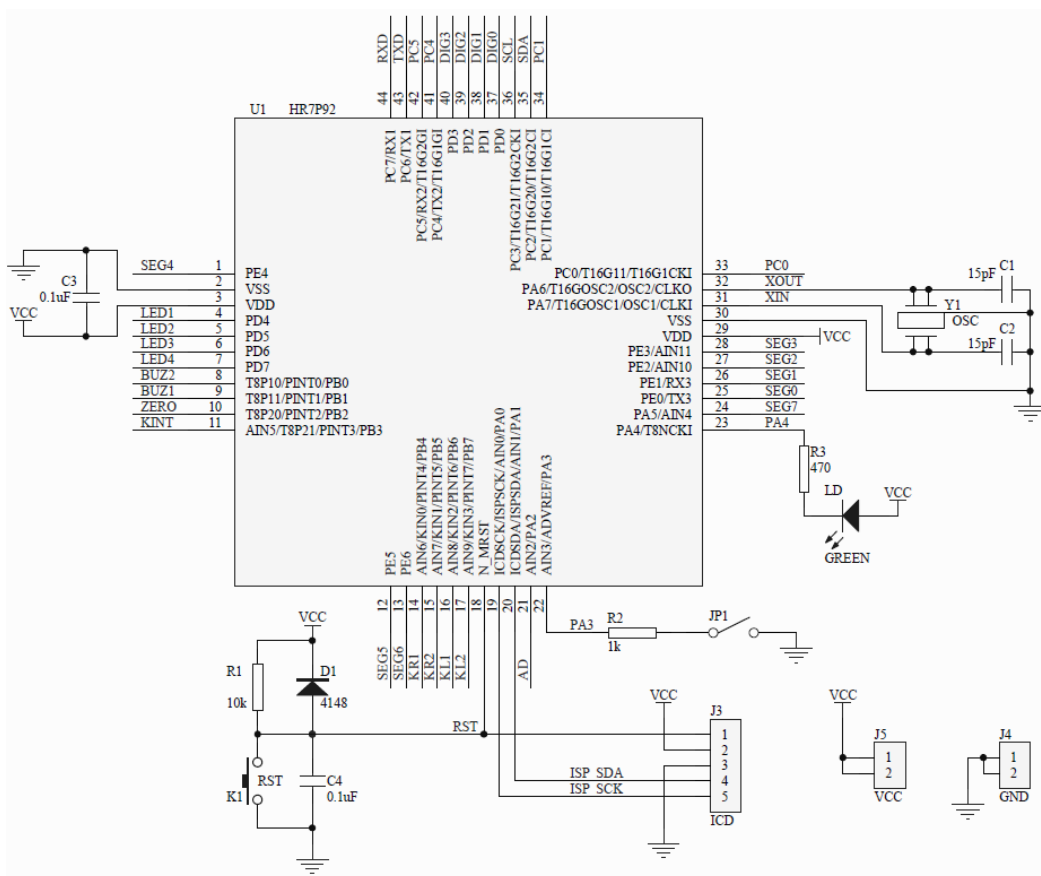 RXD
TXD
PC5
PC4
DIG3
DIG2
DIG1
DIG0
SCL
SDA
PC1
44
43
42
41
40
39
38
37
36
35
34
U1 HR7P92
PC7/RX1
PC6/TX1
PC5/RX2/T16G2GI
PC4/TX2/T16G1GI
PD3
PD2
PD1
PD0
PC3/T16G21/T16G2CKI
PC2/T16G20/T16G2CI
PC1/T16G10/T16G1CI
C3
0.1uF
VCC
SEG4 1 PE4
2 VSS
3 VDD
LED1 4 PD4
LED2 5 PD5
LED3 6 PD6
LED4 7 PD7
BUZ2 8 T8P10/PINT0/PB0
BUZ1 9 T8P11/PINT1/PB1
ZERO 10 T8P20/PINT2/PB2
KINT 11 AIN5/T8P21/PINT3/PB3
PC0/T16G11/T16G1CKI 33 PC0
PA6/T16GOSC2/OSC2/CLKO 32 XOUT
PA7/T16GOSC1/OSC1/CLKI 31 XIN
VSS 30
VDD 29 VCC
PE3/AIN11 28 SEG3
PE2/AIN10 27 SEG2
PE1/RX3 26 SEG1
PE0/TX3 25 SEG0
PA5/AIN4 24 SEG7
PA4/T8NCKI 23 PA4
15pF C1
Y1
OSC
C2
15pF
R3
470
LD
VCC
GREEN
PE5
PE6
AIN6/KIN0/PINT4/PB4
AIN7/KIN1/PINT5/PB5
AIN8/KIN2/PINT6/PB6
AIN9/KIN3/PINT7/PB7
N_MRST
ICDSCK/ISPSCK/AIN0/PA0
ICDSDA/ISPSDA/AIN1/PA1
AIN2/PA2
AIN3/ADVREF/PA3
12
13
14
15
16
17
18
19
20
21
22
SEG5
SEG6
KR1
KR2
KL1
KL2
AD
PA3
R2
1k
JP1
VCC
R1
10k
D1
4148
RST
RST
K1
C4
0.1uF
VCC
J3
1
2
3
4
5
ISP SDA
ISP SCK
ICD
VCC
J5
1
2
VCC
J4
1
2
GND